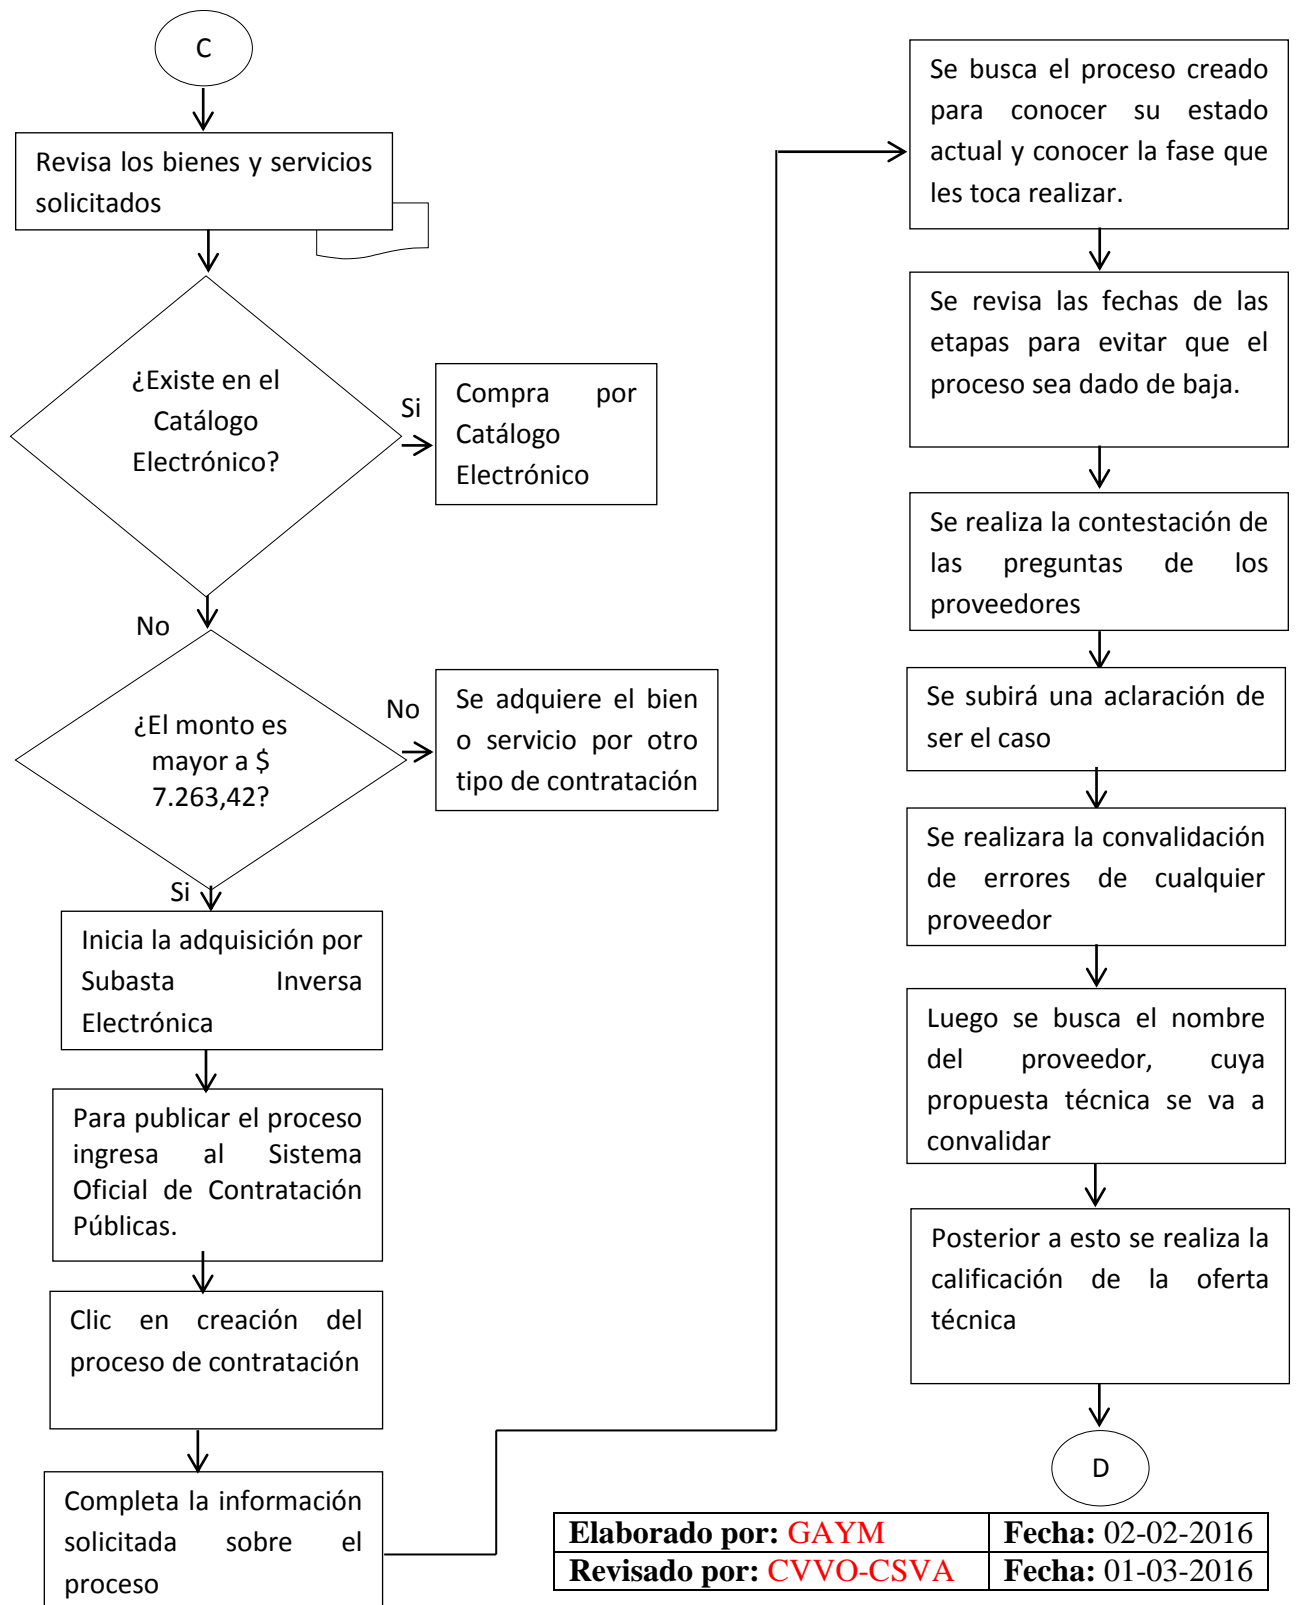 C
Revisa los bienes y servicios
solicitados
¿Existe en el
Catálogo
Electrónico?
Si
Compra por
Catálogo
Electrónico
No
¿El monto es
mayor a $
7.263,42?
No
Se adquiere el bien
o servicio por otro
tipo de contratación
Si
Inicia la adquisición por
Subasta Inversa
Electrónica
Para publicar el proceso
ingresa al Sistema
Oficial de Contratación
Públicas.
Clic en creación del
proceso de contratación
Completa la información
solicitada sobre el
proceso
Se busca el proceso creado
para conocer su estado
actual y conocer la fase que
les toca realizar.
Se revisa las fechas de las
etapas para evitar que el
proceso sea dado de baja.
Se realiza la contestación de
las preguntas de los
proveedores
Se subirá una aclaración de
ser el caso
Se realizara la convalidación
de errores de cualquier
proveedor
Luego se busca el nombre
del proveedor, cuya
propuesta técnica se va a
convalidar
Posterior a esto se realiza la
calificación de la oferta
técnica
D
Elaborado por: GAYM Fecha: 02-02-2016
Revisado por: CVVO-CSVA Fecha: 01-03-2016